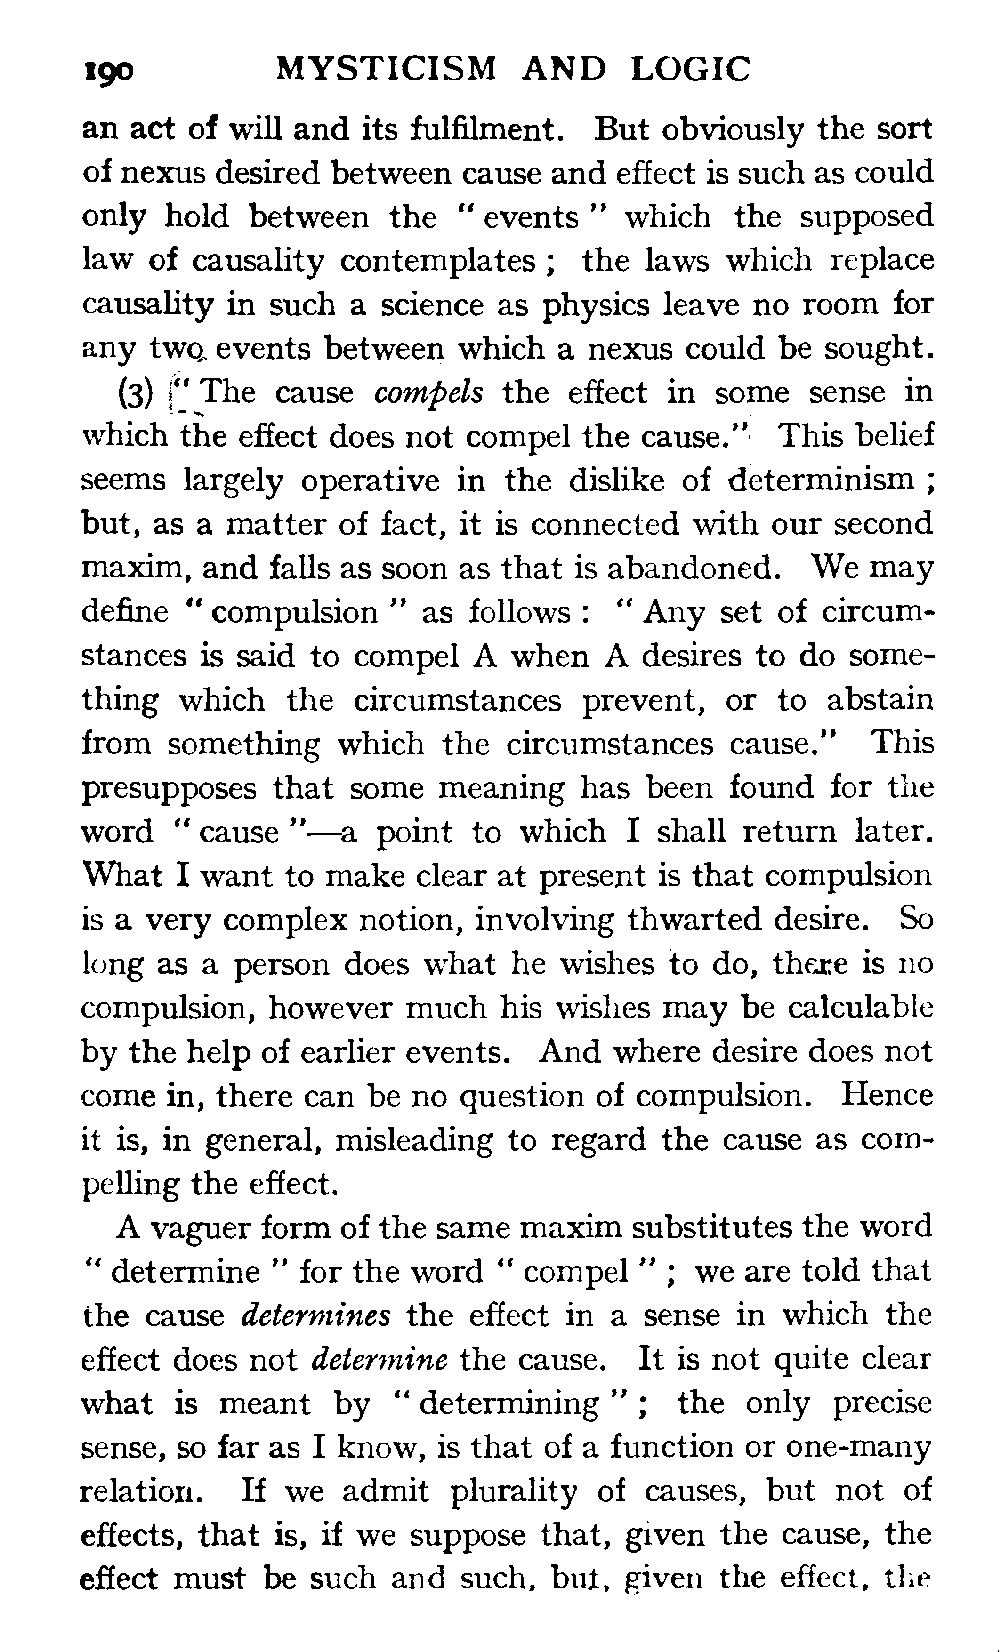 190 MYSTICISM AND LOGIC
an act of will and its fulfilment. But obviously the sort
of nexus desired between cause and effect is such as could
only hold between the " events " which the supposed
law of causality contemplates ; the laws which replace
causality in such a science as physics leave no room for
any two events between which a nexus could be sought.
(3) " The cause compels the effect in some sense in
which the effect does not compel the cause." This belief
seems largely operative in the dislike of determinism ;
but, as a matter of fact, it is connected with our second
maxim, and falls as soon as that is abandoned. We may
define " compulsion " as follows : " Any set of circum-
stances is said to compel A when A desires to do some-
thing which the circumstances prevent, or to abstain
from something which the circumstances cause." This
presupposes that some meaning has been found for the
word " cause "—a point to which I shall return later.
What I want to make clear at present is that compulsion
is a very complex notion, involving thwarted desire. So
long as a person does what he wishes to do, there is no
compulsion, however much his wishes may be calculable
by the help of earlier events. And where desire does not
come in, there can be no question of compulsion. Hence
it is, in general, misleading to regard the cause as com-
pelling the effect.
A vaguer form of the same maxim substitutes the word
" determine " for the word " compel " ; we are told that
the cause determines the effect in a sense in which the
effect does not determine the cause. It is not quite clear
what is meant by " determining " ; the only precise
sense, so far as I know, is that of a function or one-many
relation. If we admit plurality of causes, but not of
effects, that is, if we suppose that, given the cause, the
effect must be such and such, but, given the effect, the